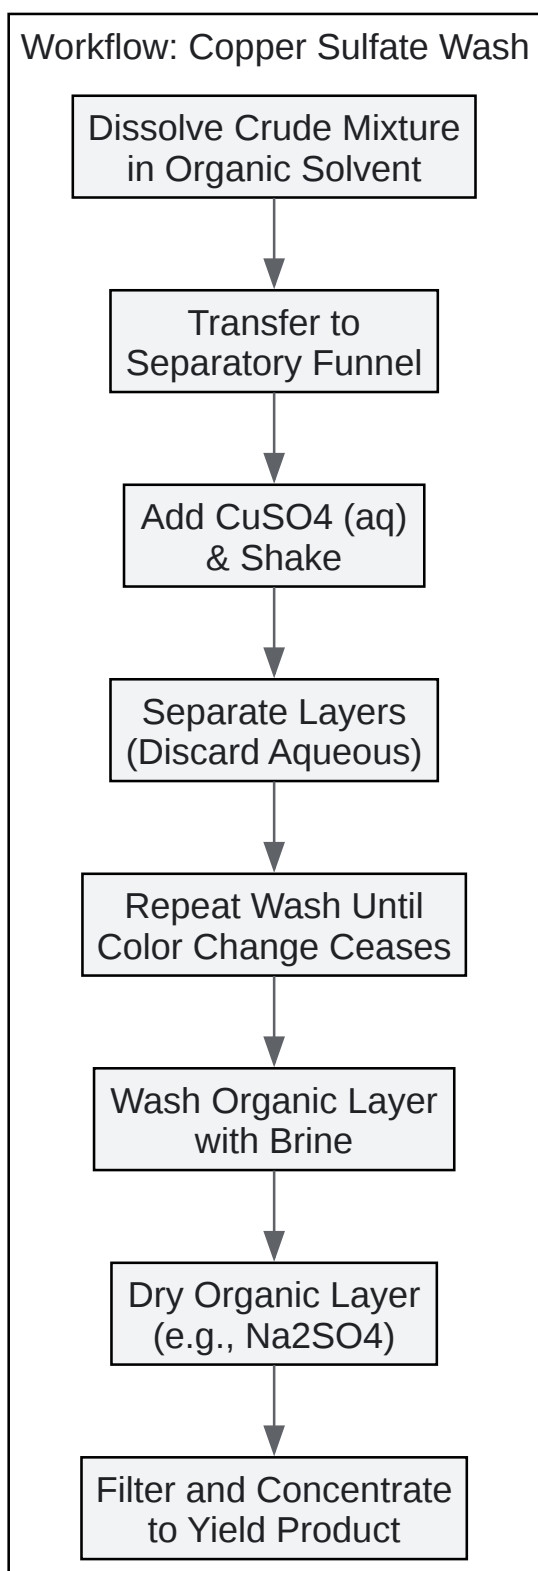 Workflow: Copper Sulfate Wash
Dissolve Crude Mixture
in Organic Solvent
Transfer to
Separatory Funnel
Add CuSO4 (aq)
& Shake
Separate Layers
(Discard Aqueous)
Repeat Wash Until
Color Change Ceases
Wash Organic Layer
with Brine
Dry Organic Layer
(e.g., Na2SO4)
Filter and Concentrate
to Yield Product